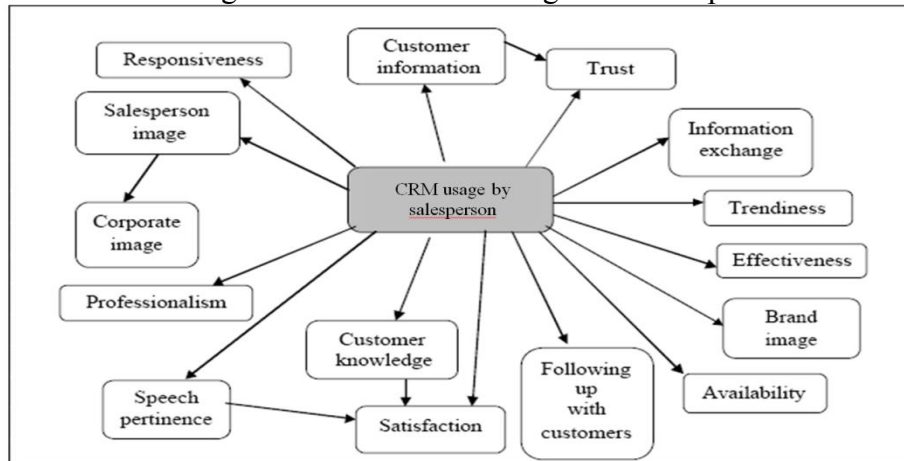 Customer
information
Responsiveness
Trust
Salesperson
image
Information
exchange
CRM usage by
salesperson
Trendiness
Corporate
image
Effectiveness
Professionalism
Brand
image
Customer
knowledge
Following
up
with
customers
Availability
Speech
pertinence
Satisfaction